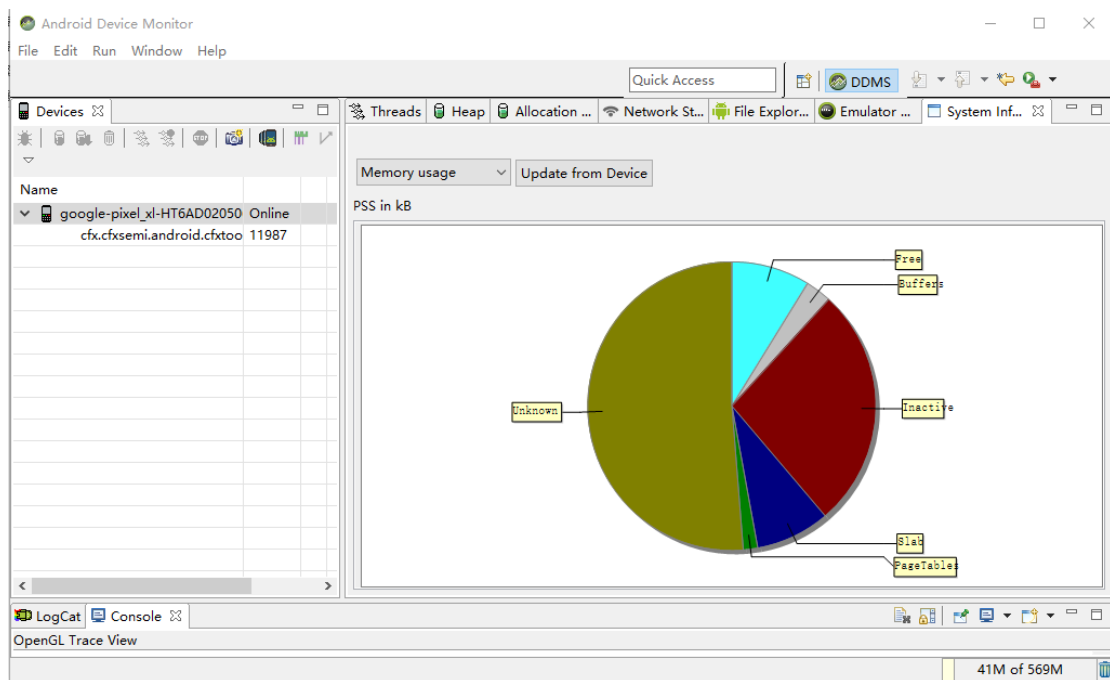 Android Device Monitor
File Edit Run Window Help
Quick Access
DDMS
Devices
Threads Heap Allocation ... Network St... File Explor... Emulator ... System Inf...
Memory usage Update from Device
Name
google-pixel_xl-HT6AD02050 Online
cfx.cfxsemi.android.cfxtoo 11987
PSS in kB
Free
Buffers
Unknown
Inactive
Slab
PageTables
LogCat Console
OpenGL Trace View
41M of 569M